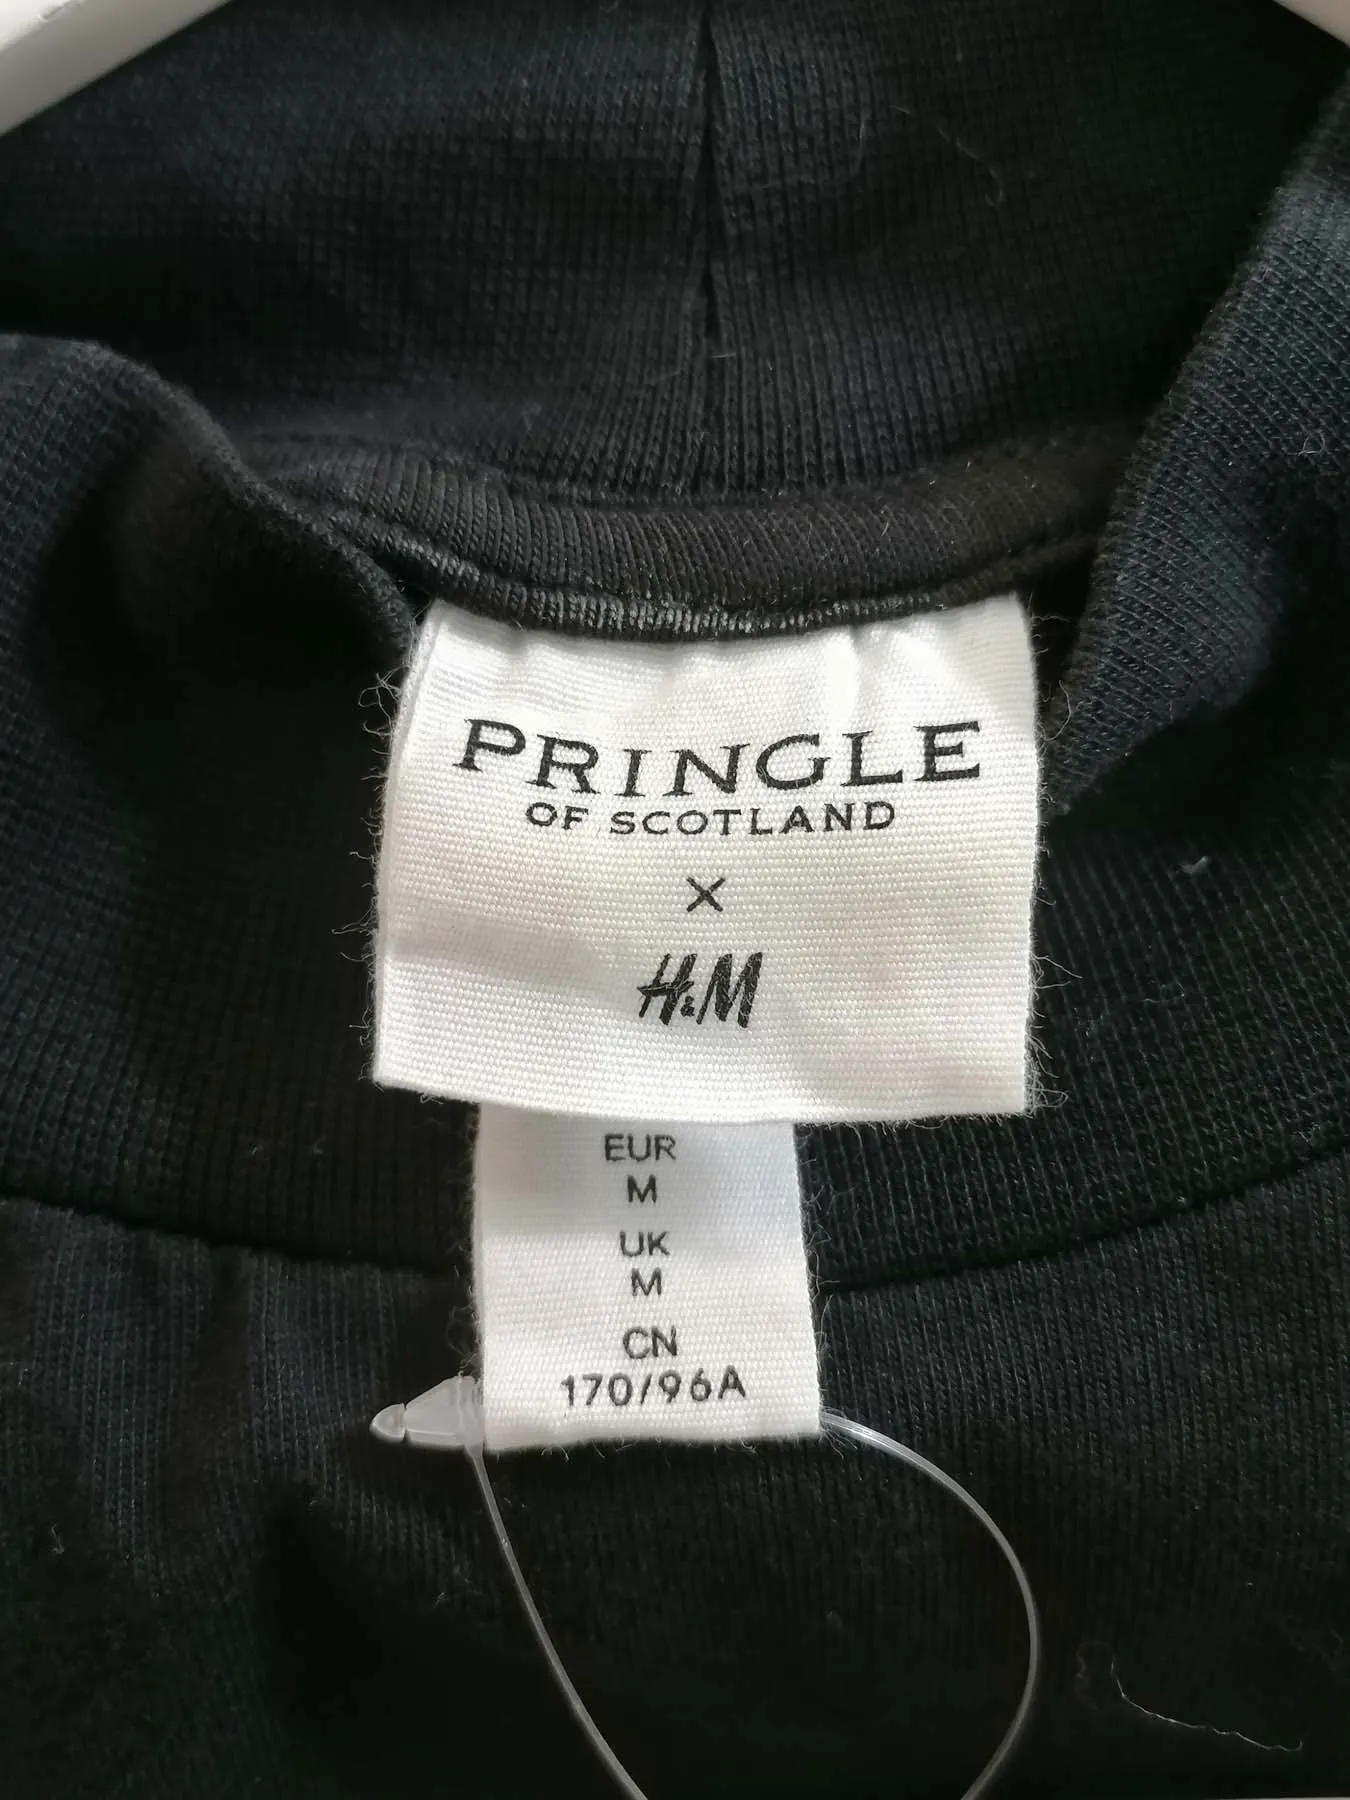 PRINGLE
OF SCOTLAND
X
H&M
EUR
M
UK
M
CN
170/96A